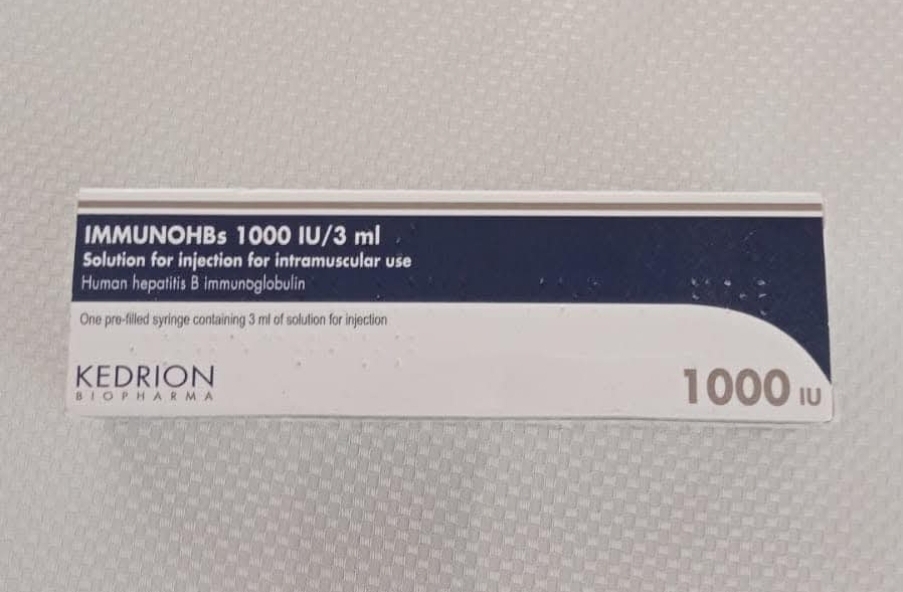 IMMUNOHBs 1000 IU/3 ml
Solution for injection for intramuscular use
Human hepatitis B immunoglobulin
One pre-filled syringe containing 3 ml of solution for injection
KEDRION
BIOPHARMA
1000 IU